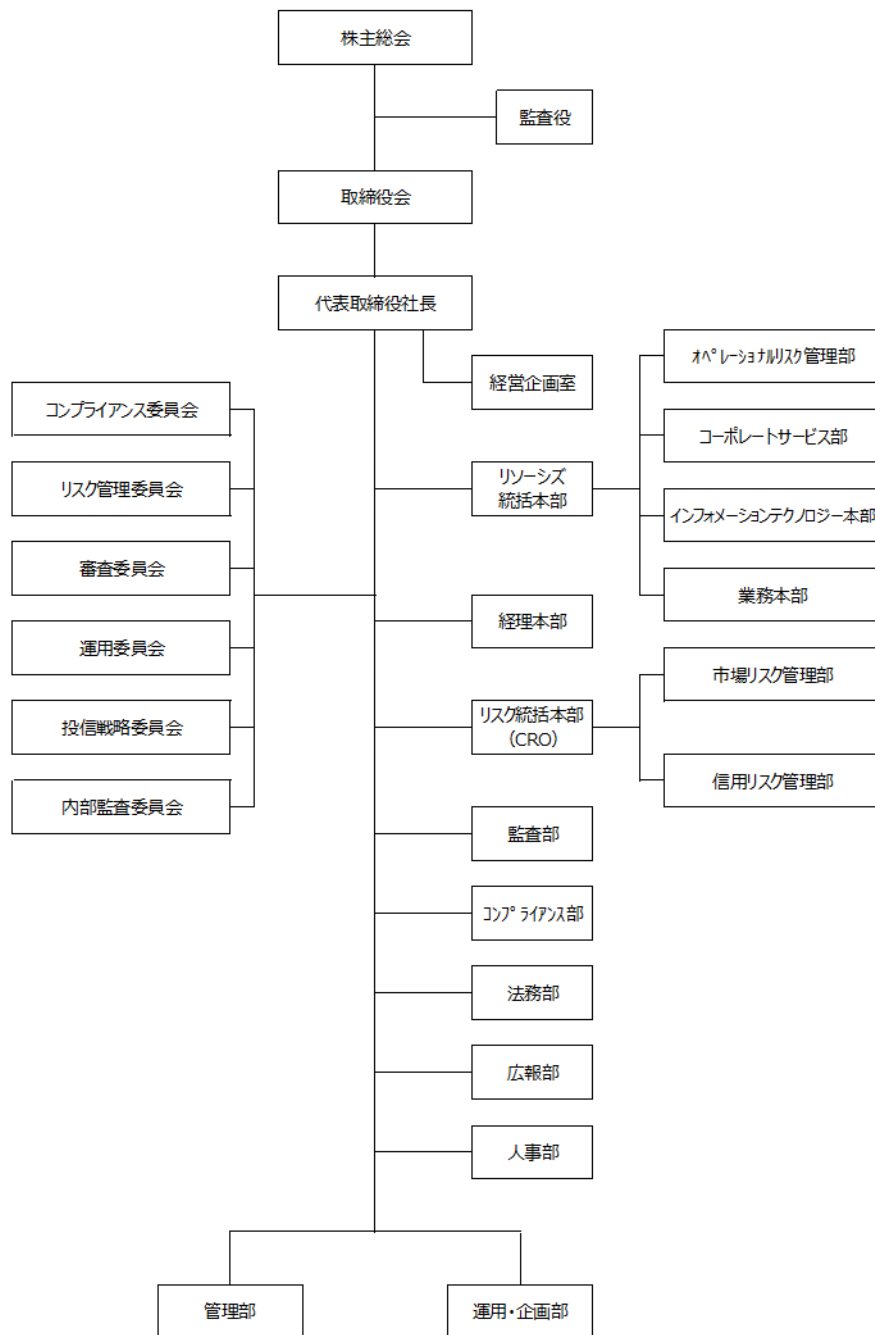 株主総会
監査役
取締役会
代表取締役社長
経営企画室
オペレーショナルリスク管理部
コーポレートサービス部
インフォメーションテクノロジー本部
業務本部
リソーシズ
統括本部
コンプライアンス委員会
リスク管理委員会
審査委員会
運用委員会
投信戦略委員会
内部監査委員会
経理本部
リスク統括本部
(CRO)
市場リスク管理部
信用リスク管理部
監査部
コンプライアンス部
法務部
広報部
人事部
管理部
運用・企画部